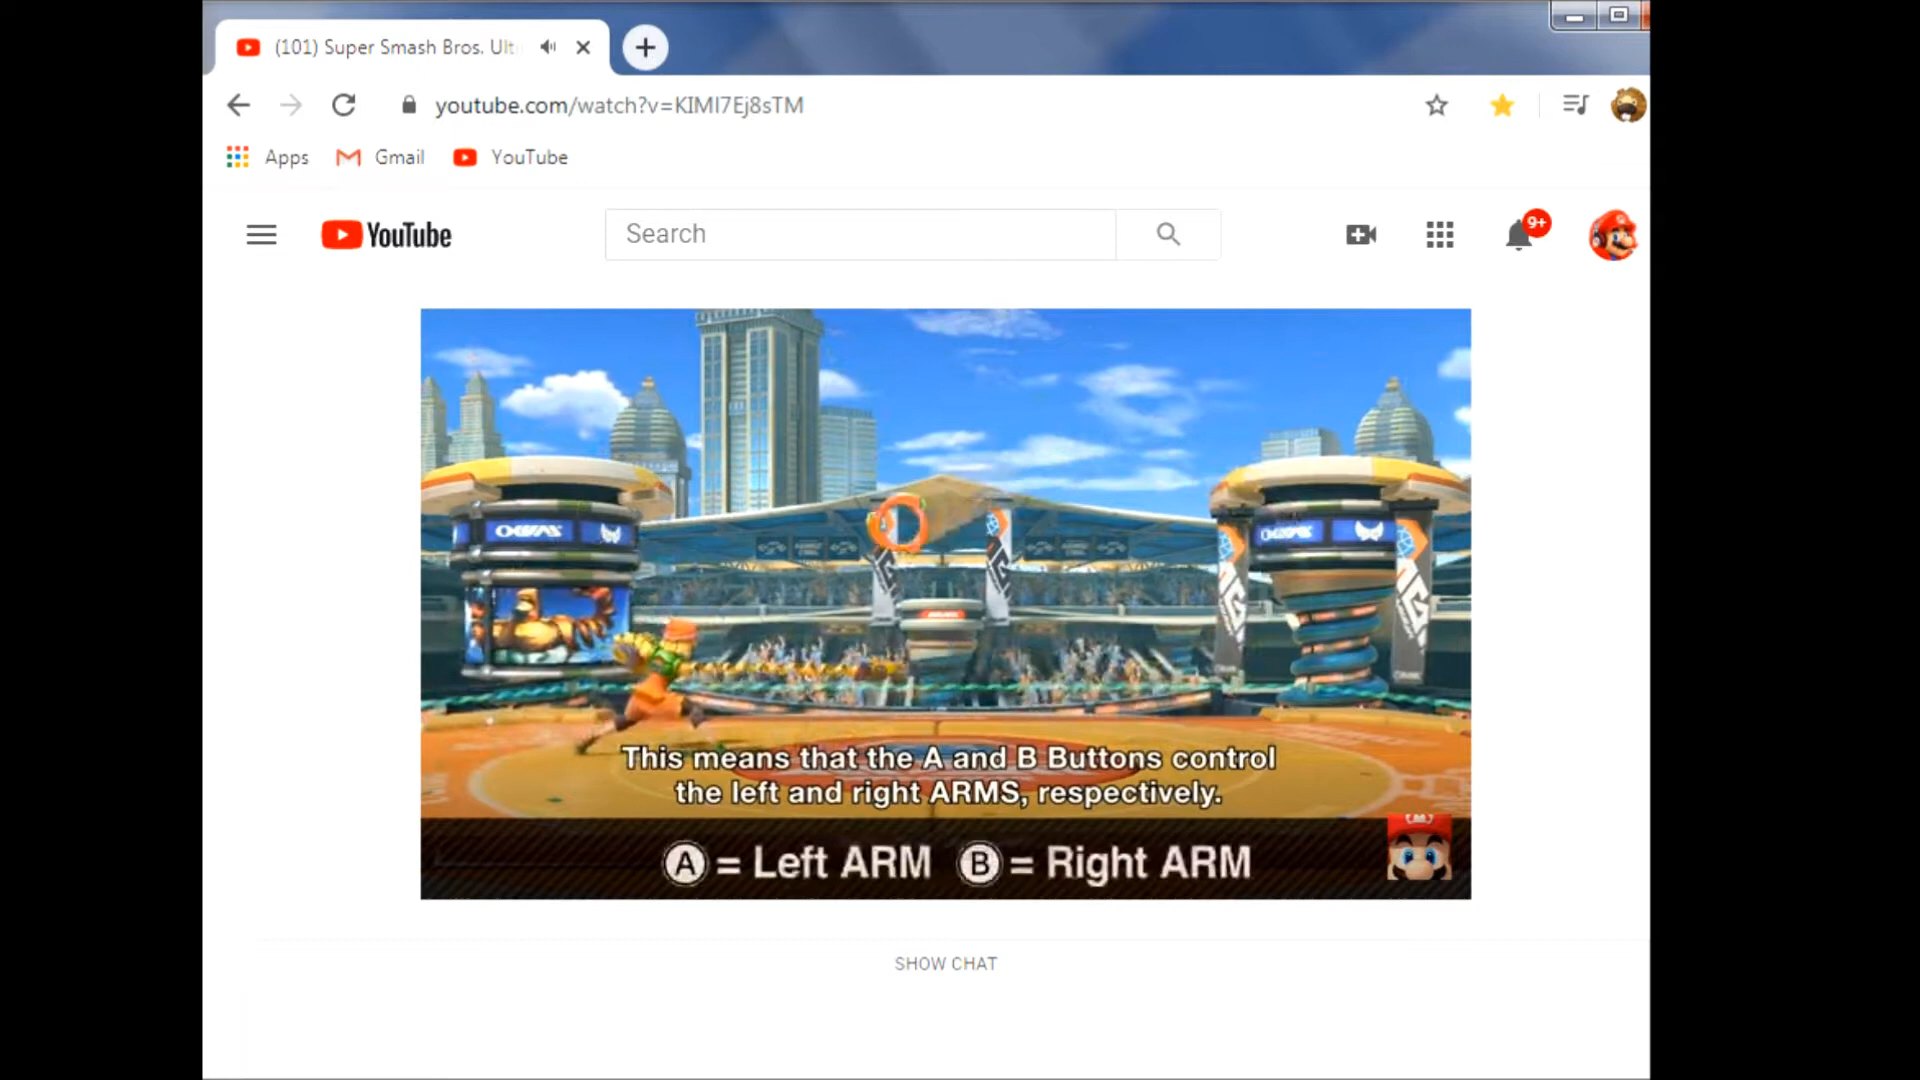 (101) Super Smash Bros. Ult
youtube.com/watch?v=KIMI7Ej8sTM
Apps Gmail YouTube
YouTube Search 9+
This means that the A and B Buttons control
the left and right ARMS, respectively.
A = Left ARM B = Right ARM
SHOW CHAT